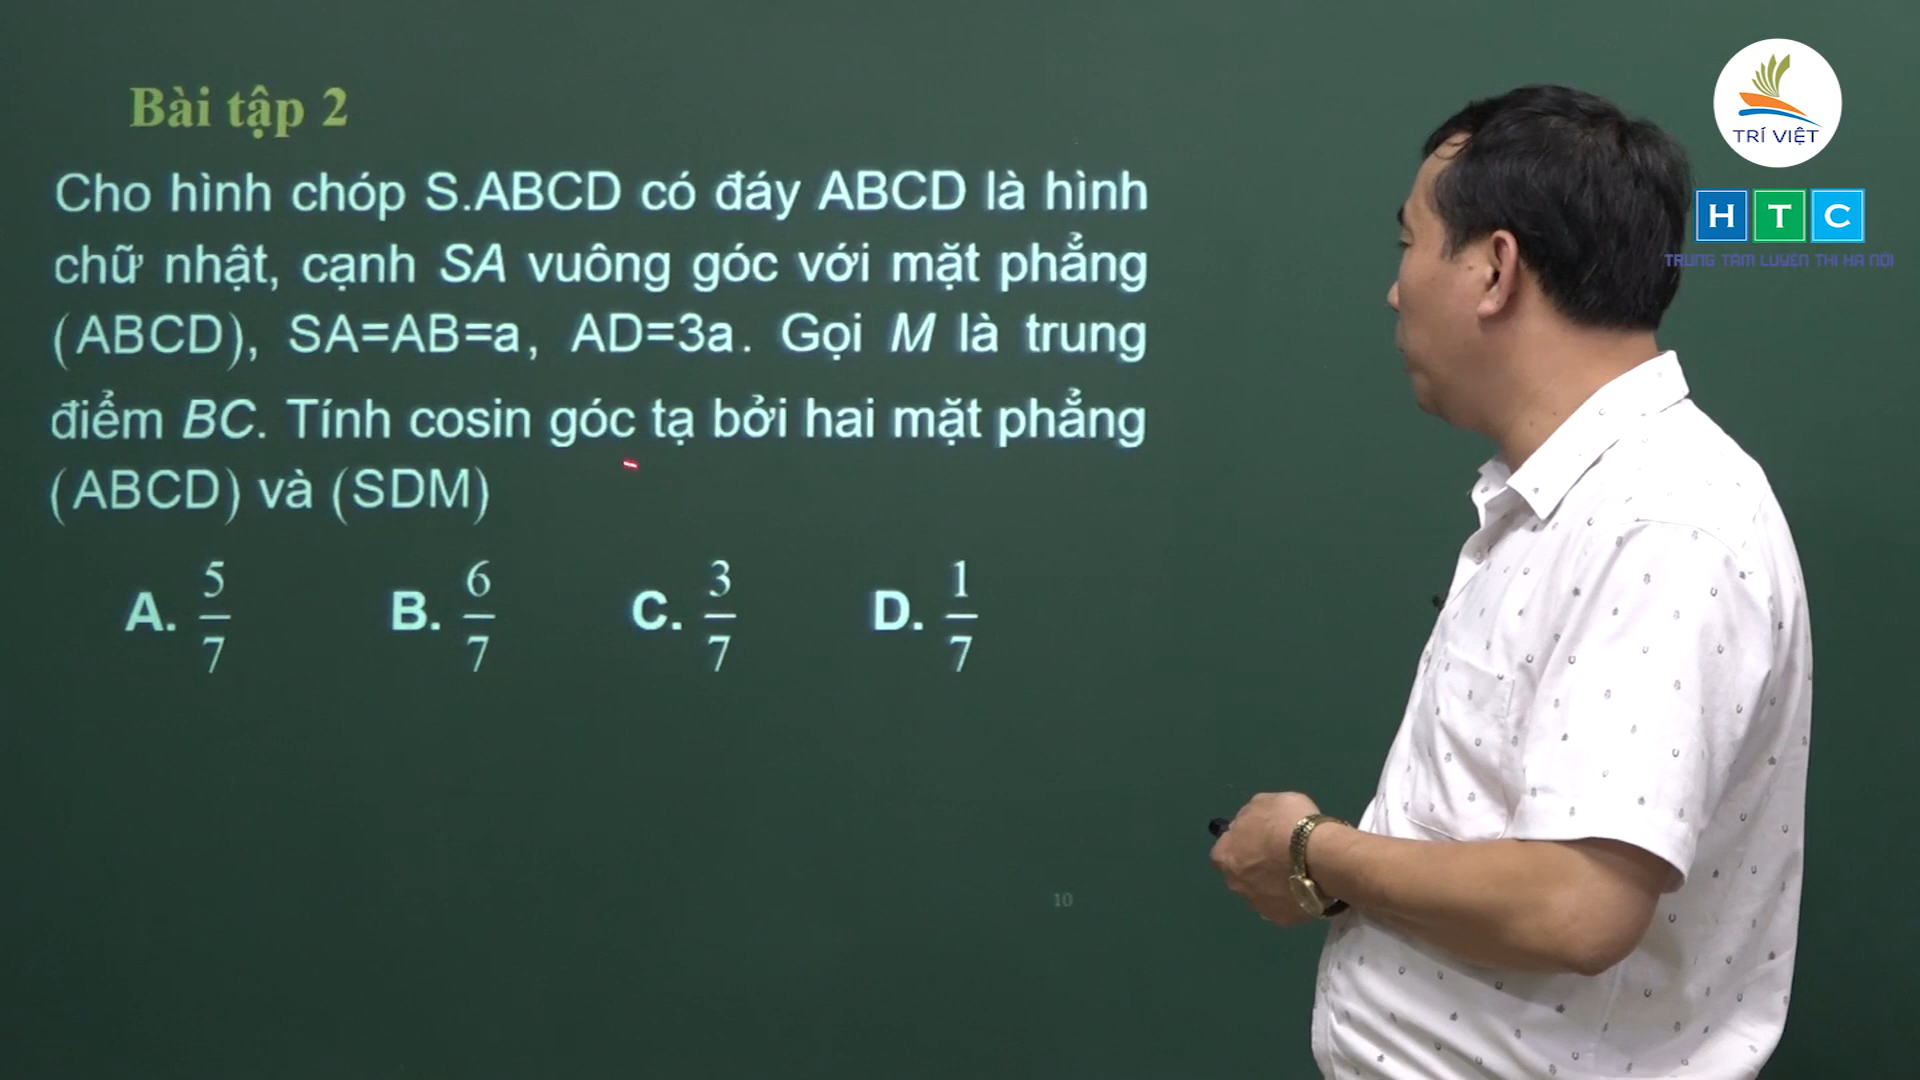 Bài tập 2
Cho hình chóp S.ABCD có đáy ABCD là hình
chữ nhật, cạnh SA vuông góc với mặt phẳng
(ABCD), SA=AB=a, AD=3a. Gọi M là trung
điểm BC. Tính cosin góc tạ bởi hai mặt phẳng
(ABCD) và (SDM)
A. 5/7 B. 6/7 C. 3/7 D. 1/7
10
TRÍ VIỆT
H T C
TRUNG TÂM LUYỆN THI HÀ NỘI